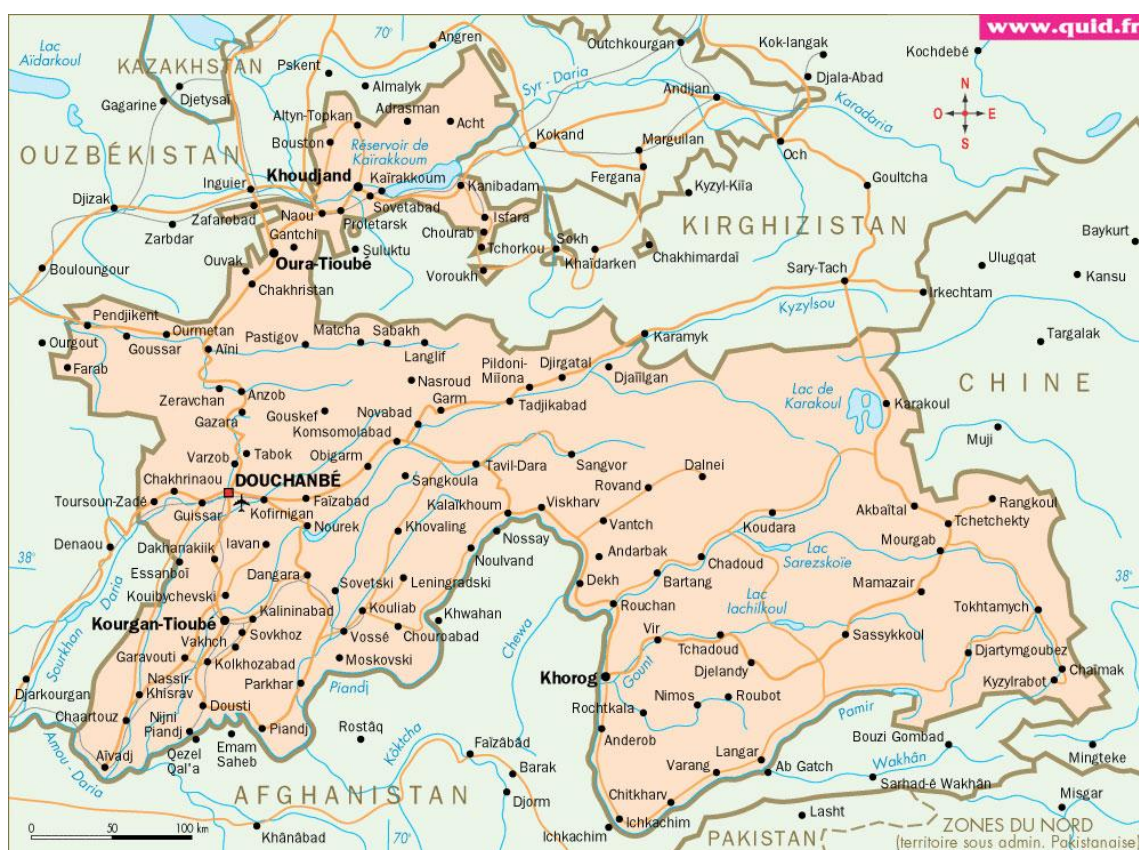 www.quid.fr
Lac
Aïdarkoul
KAZAKHSTAN
Gagarine
Djetysaï
Pskent
70°
Angren
Almalyk
Outchkourgan
Kok-langak
Kochdebé
Djala-Abad
Syr-Daria
Andijan
Karadaria
N
O
E
S
Altyn-Topkan
Adrasman
Acht
Bouston
Réservoir de
Kaïrakkoum
Kokand
Marguilan
Och
OUZBÉKISTAN
Khoudjand
Kaïrakkoum
Kanibadam
Fergana
Kyzyl-Kiïa
Goultcha
Inguier
Djizak
Zafarobad
Naou
Sovetabad
Proletarsk
Isfara
Zarbdar
Gantchi
Chourab
KIRGHIZISTAN
Baykurt
Bouloungour
Ouvak
Oura-Tioubé
Suluktu
Tchorkou
Sokh
Khaïdarken
Chakhimardaï
Ulugqat
Kansu
Voroukh
Sary-Tach
Chakhristan
Kyzylsou
Irkechtam
Pendjikent
Ourmetan
Pastigov
Matcha
Sabakh
Karamyk
Ourgout
Goussar
Aïni
Langlif
Targalak
Farab
Pildoni-
Miïona
Djirgatal
Djaïïlgan
CHINE
Nasroud
Zeravchan
Anzob
Garm
Tadjikabad
Lac de
Karakoul
Karakoul
Gazara
Gouskef
Novabad
Komsomolabad
Muji
Varzob
Tabok
Obigarm
Tavil-Dara
Sangvor
Dalnei
Chakhrinaou
DOUCHANBÉ
Sangkoula
Rovand
Rangkoul
Toursoun-Zadé
Guissar
Kofirnigan
Faïzabad
Kalaïkhoum
Viskharv
Akbaïtal
Tchetchekty
Nourek
Khovaling
Vantch
Koudara
Denaou
Dakhanakiik
Iavan
Nossay
Mourgab
38°
Essanboï
Noulvand
Andarbak
Chadoud
Lac
Sarezskoïe
38°
Dangara
Sovetski
Leningradski
Dekh
Bartang
Mamazair
Kouibychevski
Rouchan
Lac
Iachilkoul
Tokhtamych
Kalininabad
Kouliab
Khwahan
Kourgan-Tioubé
Sourkhan Daria
Vakhch
Sovkhoz
Vossé
Chouroabad
Chewa
Vir
Tchadoud
Sassykkoul
Garavouti
Kolkhozabad
Moskovski
Djelandy
Djartymgoubez
Chaïmak
Khorog
Gount
Nassir-
Khisrav
Parkhar
Piandj
Nimos
Roubot
Kyzylrabot
Djarkourgan
Dousti
Rochtkala
Pamir
Chaartouz
Nijni
Piandj
Piandj
Rostâq
Kôktcha
Faïzâbâd
Anderob
Bouzi Gombad
Amou-Daria
Aïvadj
Qezel
Qal'a
Emam
Saheb
Barak
Varang
Langar
Ab Gatch
Wakhân
Mingteke
AFGHANISTAN
Djorm
Chitkharv
Sarhad-ê Wakhân
Misgar
0
50
100 km
Khânâbad
70°
Ichkachim
Ichkachim
Lasht
PAKISTAN
ZONES DU NORD
(territoire sous admin. Pakistanaise)